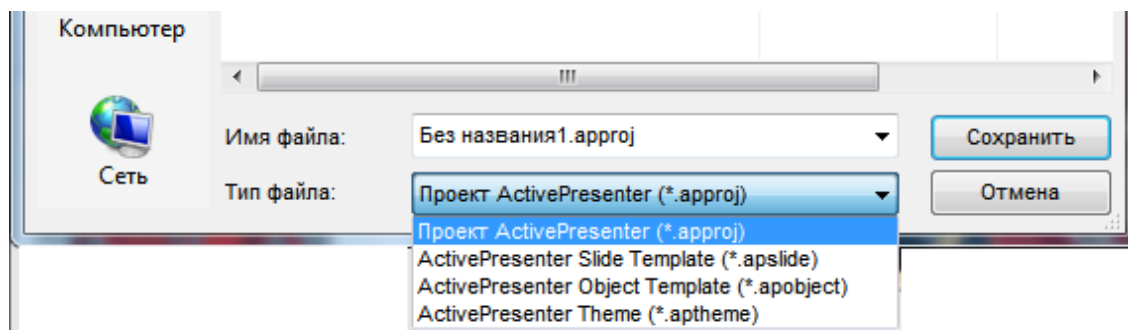 Компьютер
Сеть
Имя файла: Без названия1.approj Сохранить
Тип файла: Проект ActivePresenter (*.approj) Отмена
Проект ActivePresenter (*.approj)
ActivePresenter Slide Template (*.apslide)
ActivePresenter Object Template (*.apobject)
ActivePresenter Theme (*.aptheme)